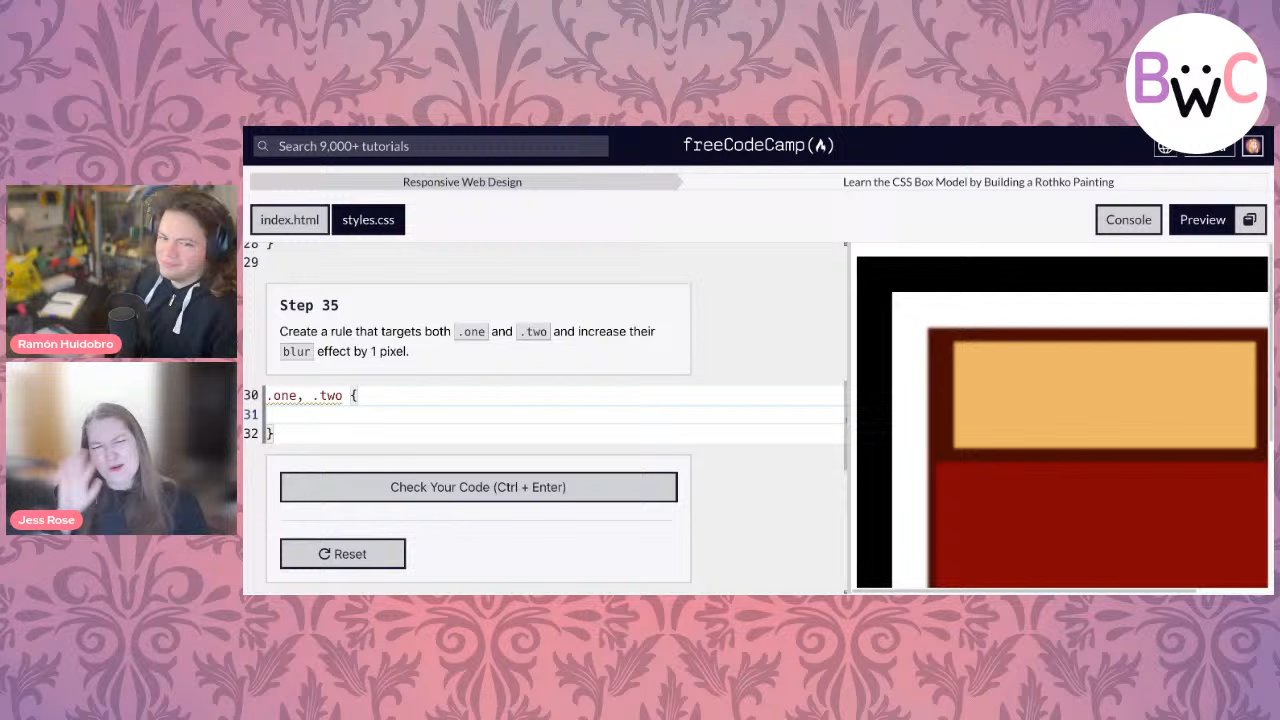 BWC
Search 9,000+ tutorials
freeCodeCamp(🔥)
Responsive Web Design
Learn the CSS Box Model by Building a Rothko Painting
index.html
styles.css
Console
Preview
28 }
29
Step 35
Create a rule that targets both .one and .two and increase their
blur effect by 1 pixel.
30 .one, .two {
31
32 }
Check Your Code (Ctrl + Enter)
Reset
Ramón Huidobro
Jess Rose